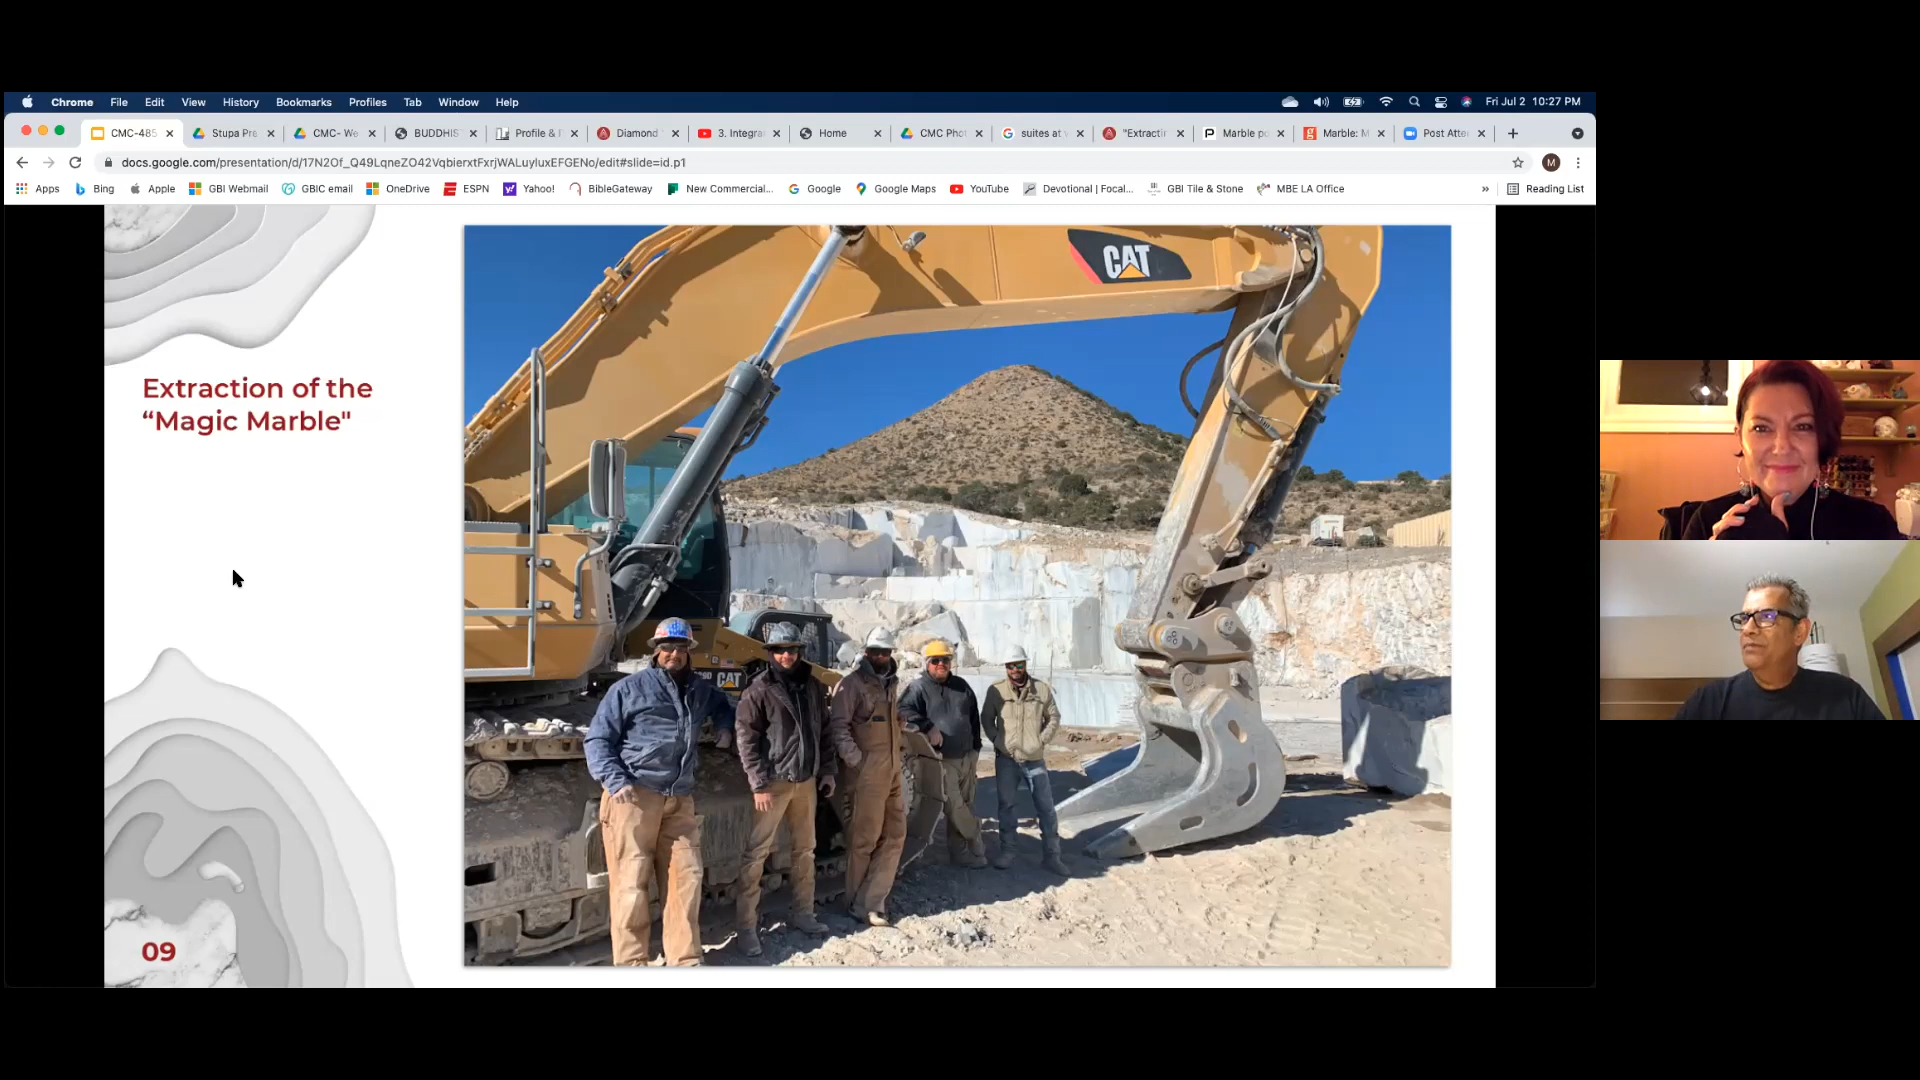 Chrome File Edit View History Bookmarks Profiles Tab Window Help Fri Jul 2 10:27 PM
CMC-485 Stupa Pre CMC- We BUDDHIS Profile & Diamond 3. Integra Home CMC Phot suites at "Extractin Marble po Marble: M Post Atte
docs.google.com/presentation/d/17N2Of_Q49LqneZO42VqbierxtFxrjWALuyluxEFGENo/edit#slide=id.p1 M
Apps Bing Apple GBI Webmail GBIC email OneDrive ESPN Yahoo! BibleGateway New Commercial... Google Google Maps YouTube Devotional | Focal... GBI Tile & Stone MBE LA Office » Reading List
Extraction of the
“Magic Marble"
CAT
CAT
09